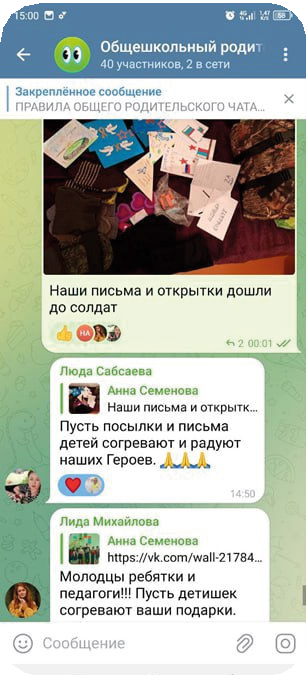 15:00
Общешкольный родит
40 участников, 2 в сети
Закреплённое сообщение
ПРАВИЛА ОБЩЕГО РОДИТЕЛЬСКОГО ЧАТА...
Наши письма и открытки дошли
до солдат
НА
2 00:01
Люда Сабсаева
Анна Семенова
Наши письма и открытк...
Пусть посылки и письма
детей согревают и радуют
наших Героев.
14:50
Лида Михайлова
Анна Семенова
https://vk.com/wall-21784...
Молодцы ребятки и
педагоги!!! Пусть детишек
согревают ваши подарки.
Сообщение